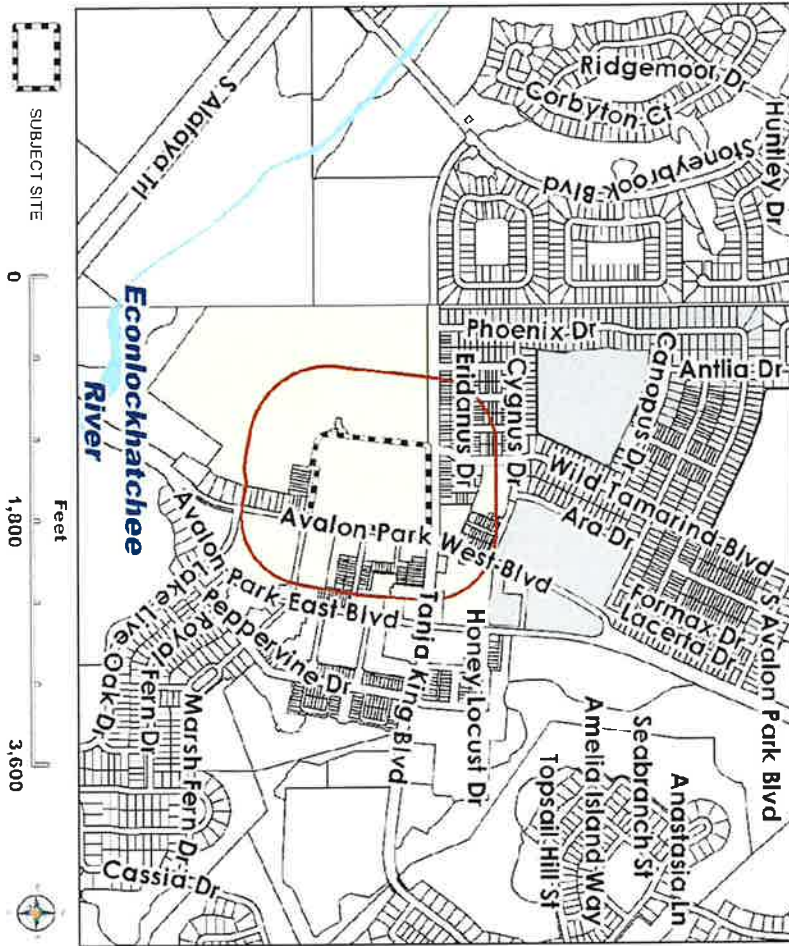 Ridgemoor Dr
Corbyton Ct
Huntley Dr
Stoneybrook Blvd
S Alafaya Trl
Phoenix Dr
Antlia Dr
Canopus Dr
Cygnus Dr
Eridanus Dr
Wild Tamarind Blvd
Ara Dr
S Avalon Park Blvd
Formax Dr
Lacerta Dr
Avalon Park West Blvd
Avalon Park East Blvd
Tanja King Blvd
Honey Locust Dr
Peppervine Dr
Lake Live
Oak Dr
Royal
Fern Dr
Marsh Fern Dr
Cassia Dr
Anastasia Ln
Seabranch St
Amelia Island Way
Topsail Hill St
Econlockhatchee
River
SUBJECT SITE
0 1,800 3,600
Feet